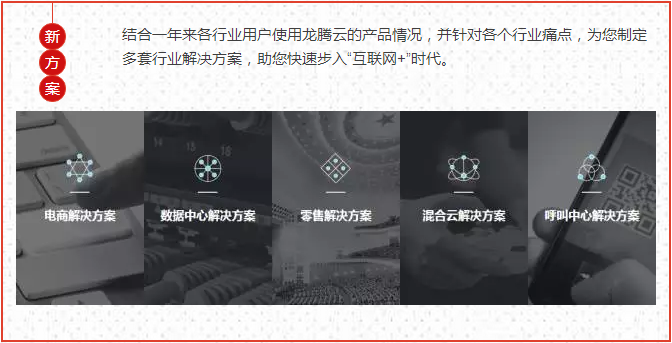 新方案
结合一年来各行业用户使用龙腾云的产品情况，并针对各个行业痛点，为您制定
多套行业解决方案，助您快速步入“互联网+”时代。
14 15 16
电商解决方案
数据中心解决方案
零售解决方案
混合云解决方案
呼叫中心解决方案